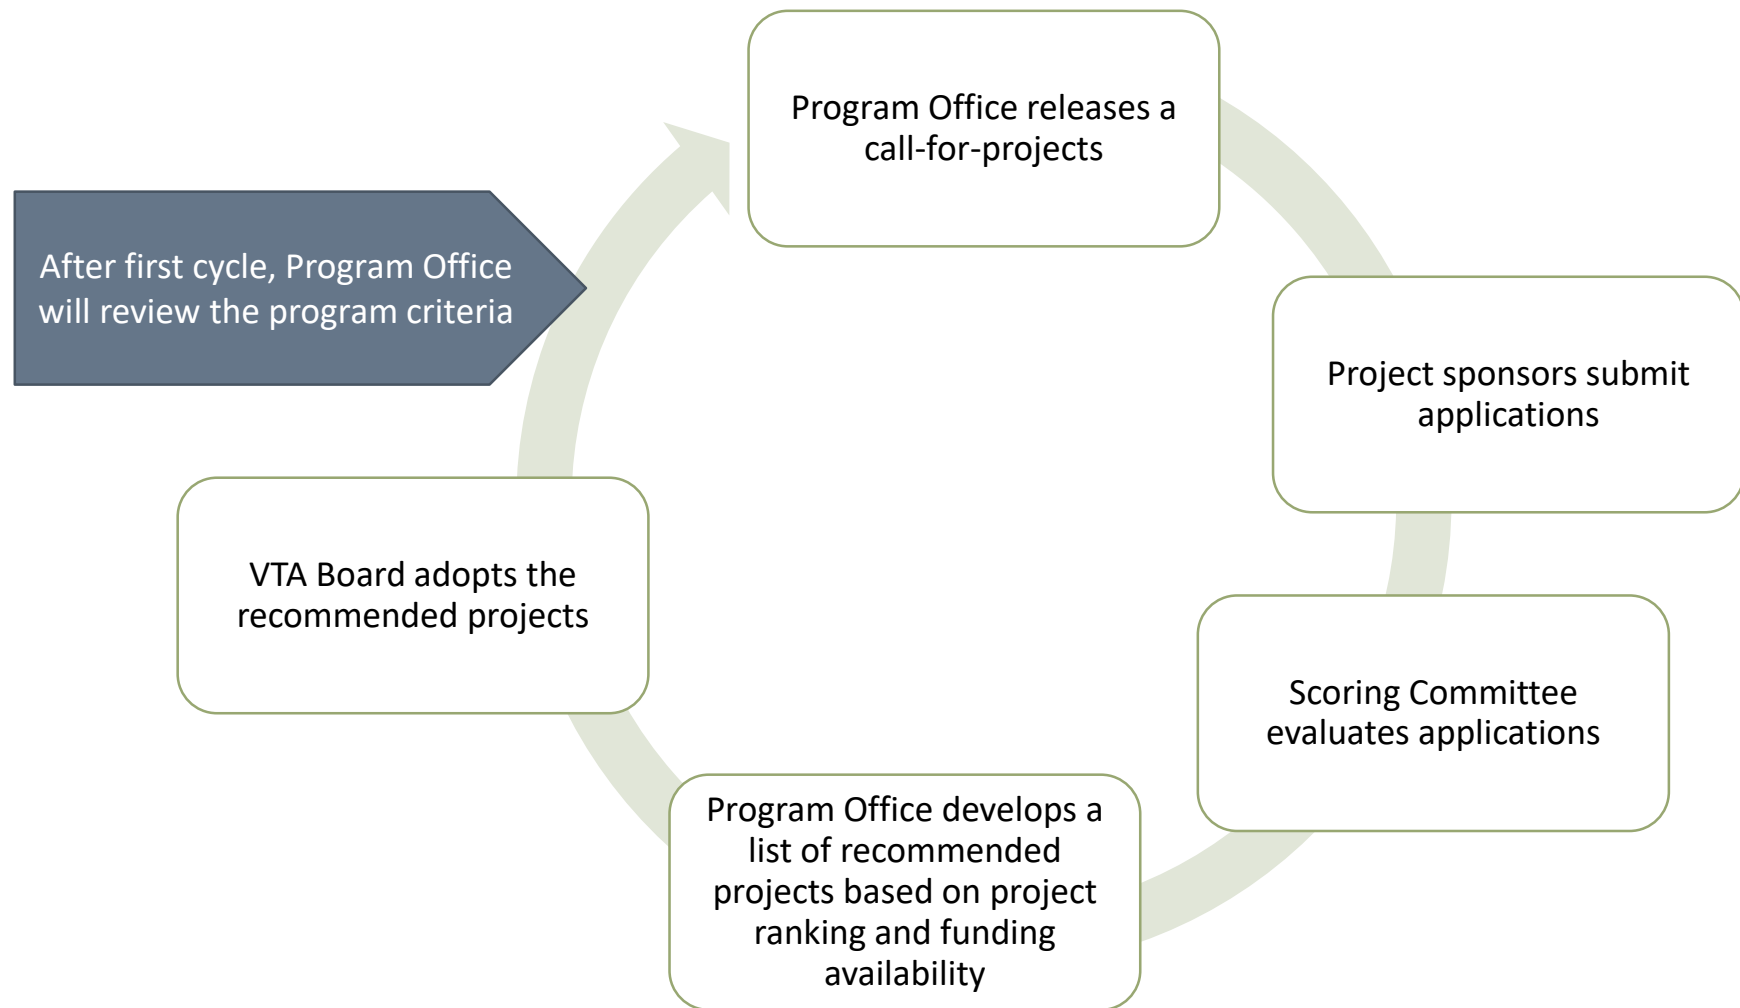 Program Office releases a
call-for-projects
After first cycle, Program Office
will review the program criteria
Project sponsors submit
applications
VTA Board adopts the
recommended projects
Scoring Committee
evaluates applications
Program Office develops a
list of recommended
projects based on project
ranking and funding
availability